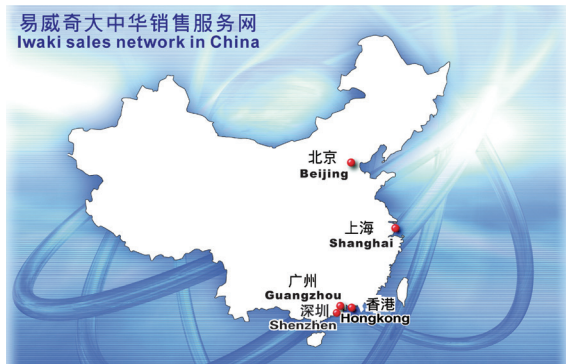 易威奇大中华销售服务网
Iwaki sales network in China
北京
Beijing
上海
Shanghai
广州
Guangzhou
深圳
Shenzhen
香港
Hongkong